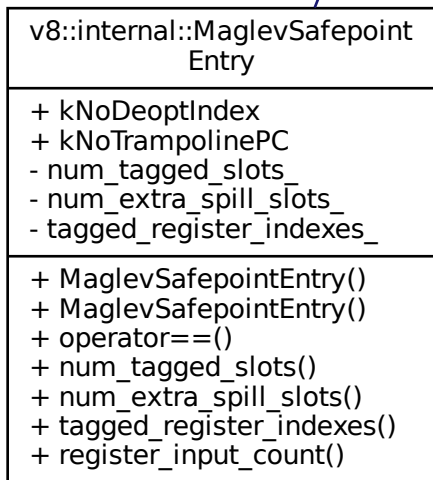 v8::internal::MaglevSafepoint
Entry
+ kNoDeoptIndex
+ kNoTrampolinePC
- num_tagged_slots_
- num_extra_spill_slots_
- tagged_register_indexes_
+ MaglevSafepointEntry()
+ MaglevSafepointEntry()
+ operator==()
+ num_tagged_slots()
+ num_extra_spill_slots()
+ tagged_register_indexes()
+ register_input_count()